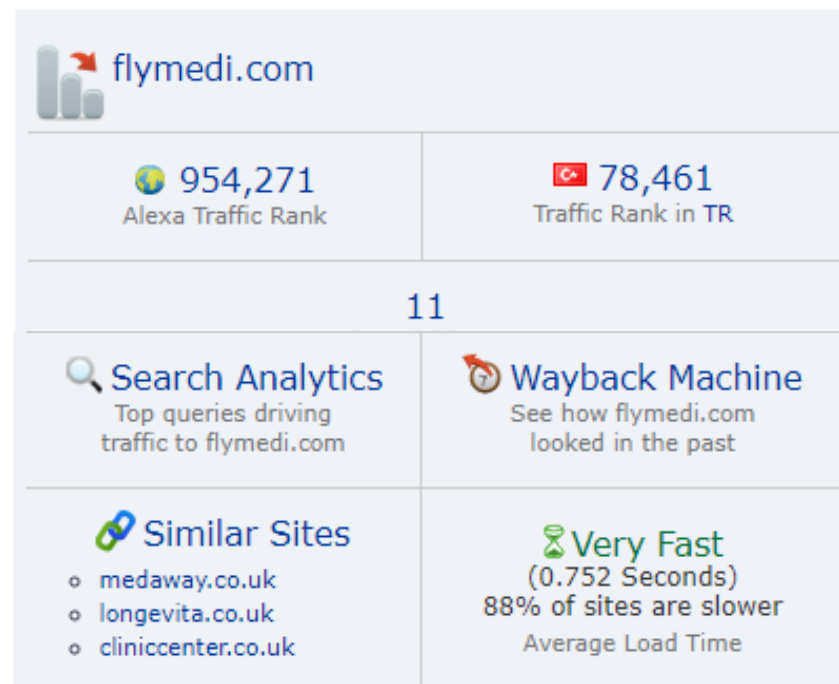 flymedi.com
954,271
Alexa Traffic Rank
78,461
Traffic Rank in TR
11
Search Analytics
Top queries driving
traffic to flymedi.com
Wayback Machine
See how flymedi.com
looked in the past
Similar Sites
medaway.co.uk
longevita.co.uk
cliniccenter.co.uk
Very Fast
(0.752 Seconds)
88% of sites are slower
Average Load Time